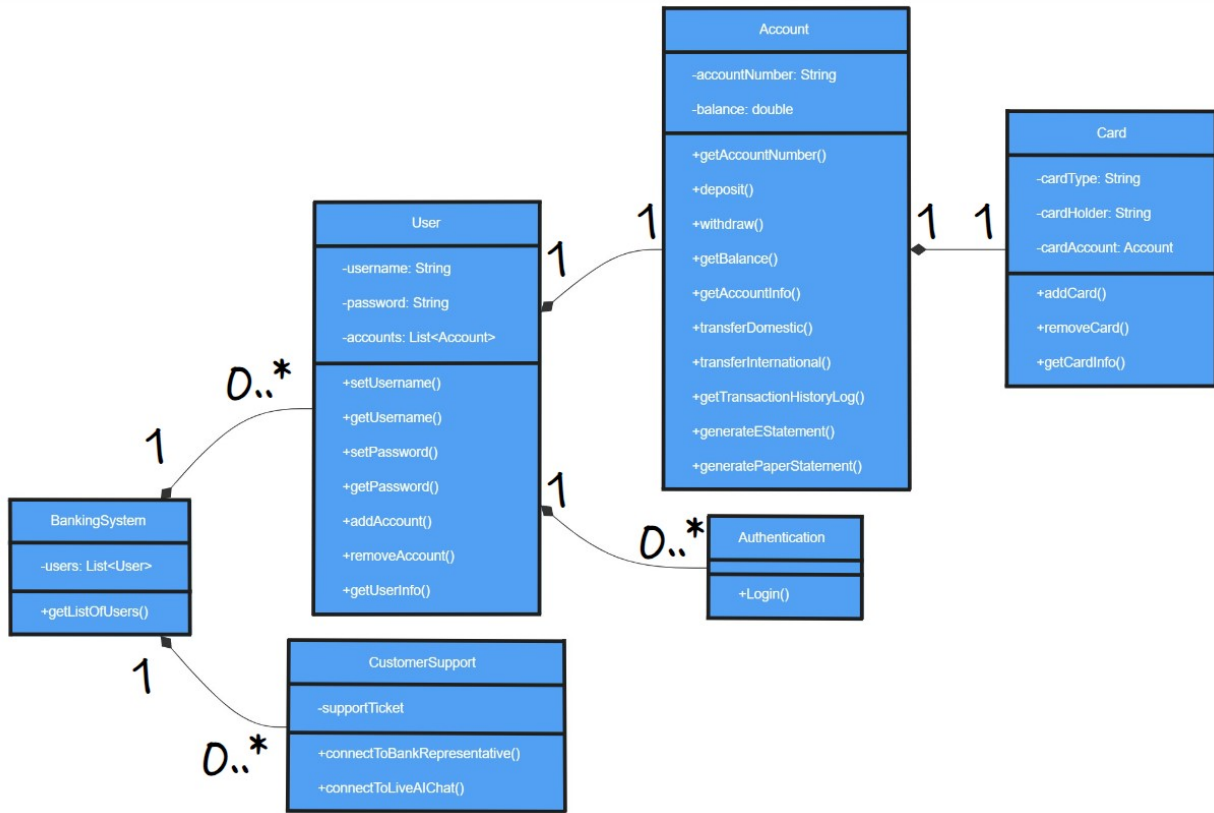 Account
-accountNumber: String
-balance: double
+getAccountNumber()
+deposit()
+withdraw()
+getBalance()
+getAccountInfo()
+transferDomestic()
+transferInternational()
+getTransactionHistoryLog()
+generateEStatement()
+generatePaperStatement()
1
1
Card
-cardType: String
-cardHolder: String
-cardAccount: Account
+addCard()
+removeCard()
+getCardInfo()
User
-username: String
-password: String
-accounts: List<Account>
+setUsername()
+getUsername()
+setPassword()
+getPassword()
+addAccount()
+removeAccount()
+getUserInfo()
1
1
1
0..*
Authentication
+Login()
0..*
1
BankingSystem
-users: List<User>
+getListOfUsers()
1
0..*
CustomerSupport
-supportTicket
+connectToBankRepresentative()
+connectToLiveAIChat()